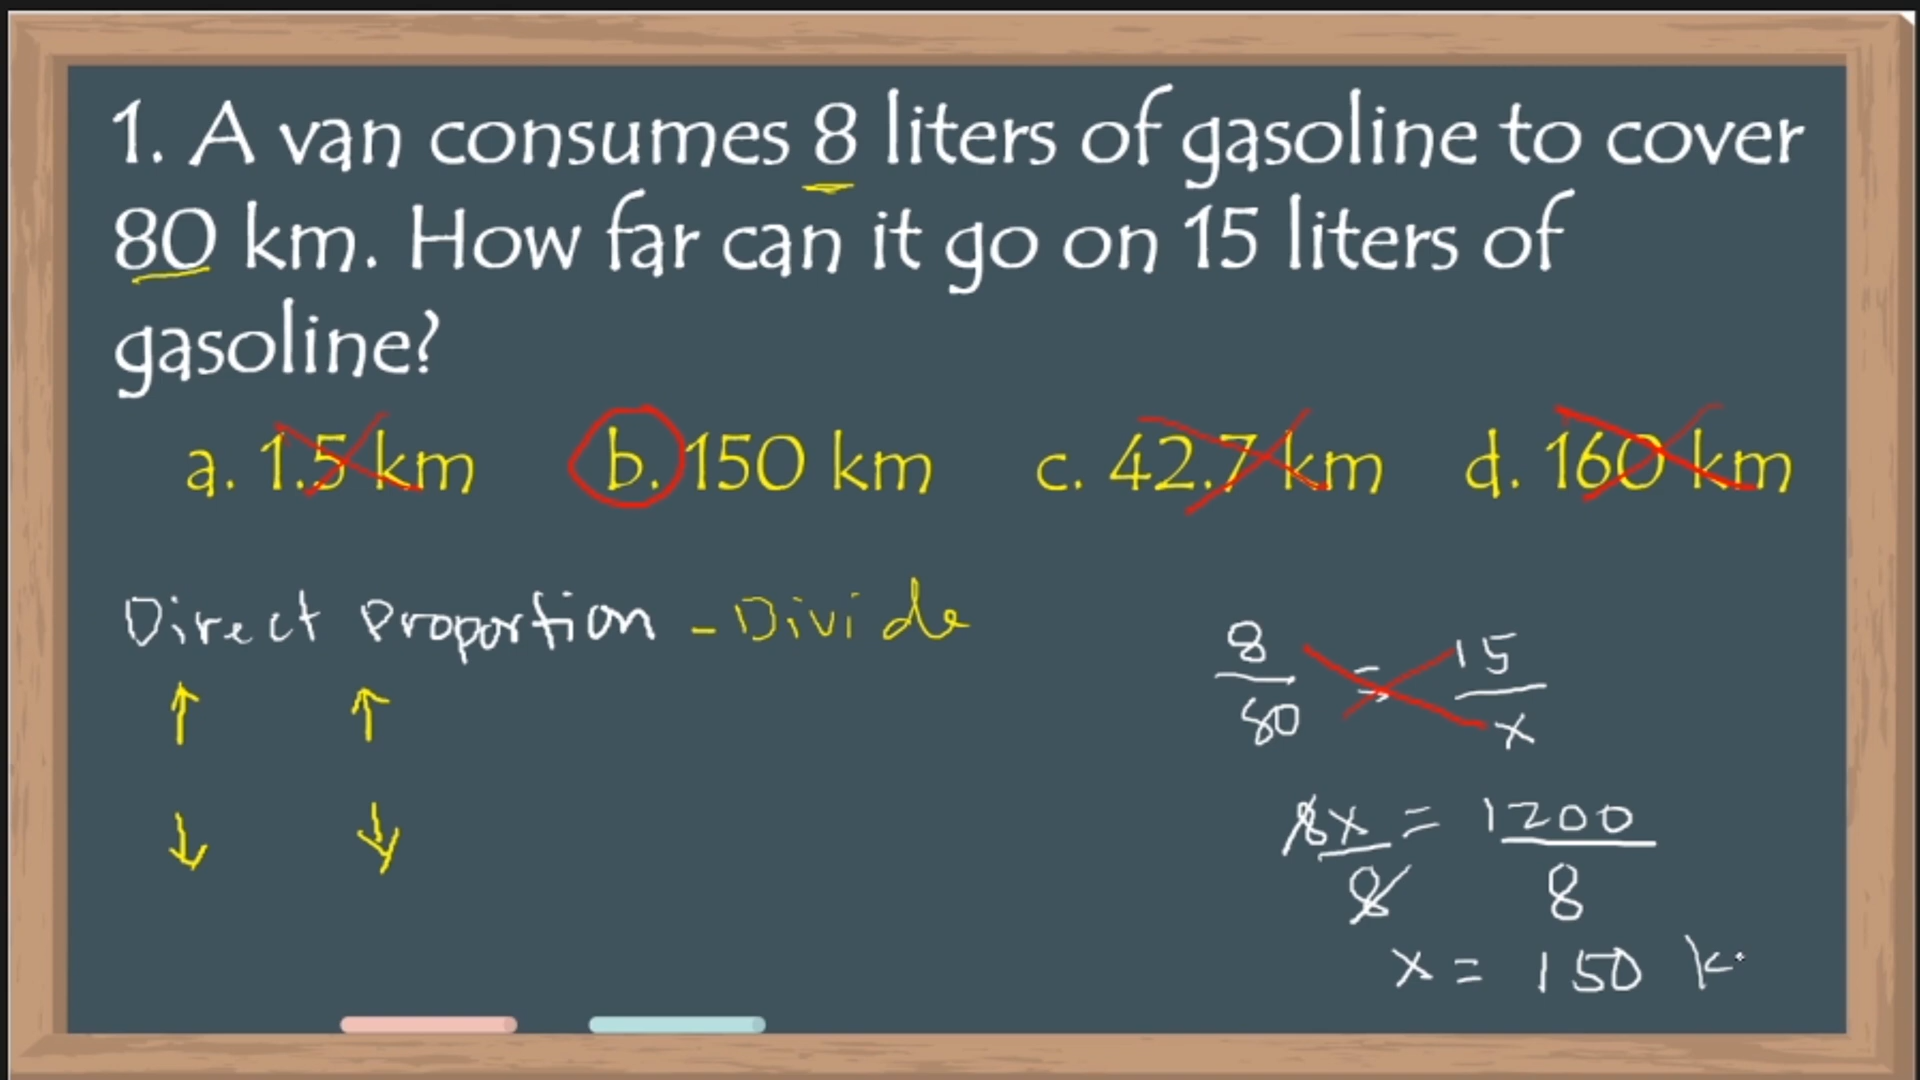 1. A van consumes 8 liters of gasoline to cover
80 km. How far can it go on 15 liters of
gasoline?
a. 1.5 km b. 150 km c. 42.7 km d. 160 km
Direct Proportion - Divide
8/80 = 15/x
8x/8 = 1200/8
x = 150 k